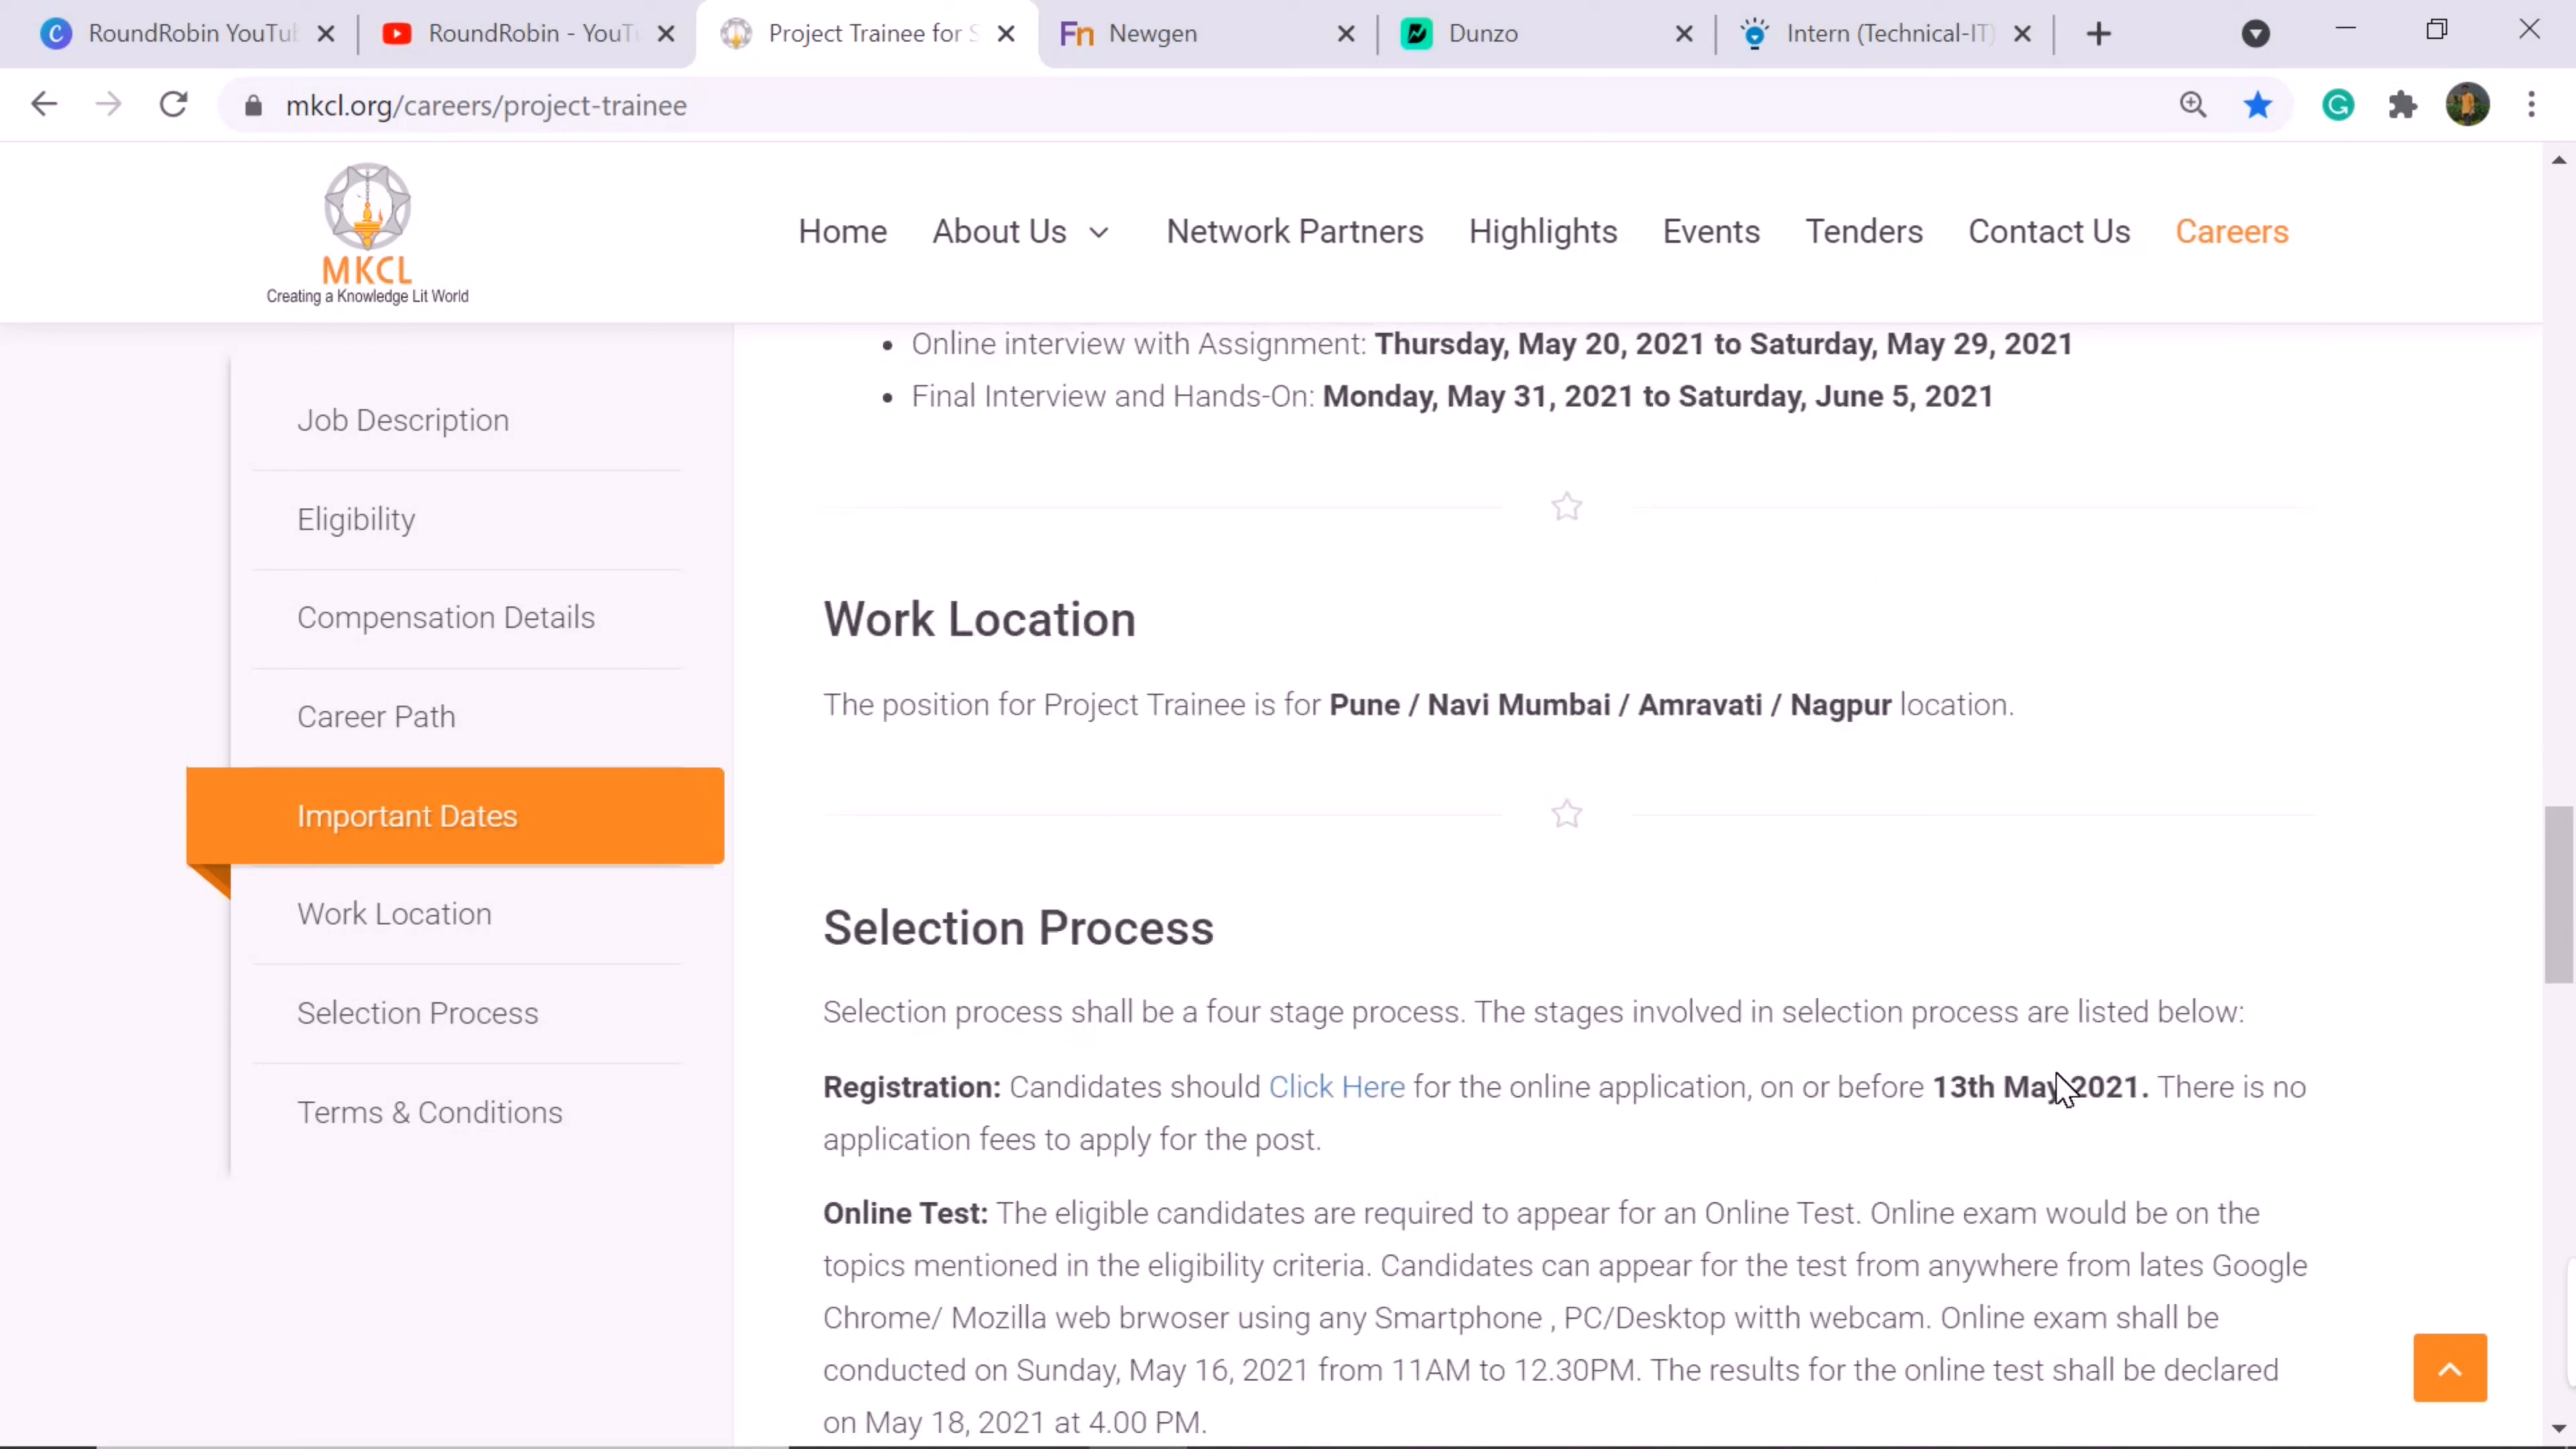 RoundRobin YouTu
RoundRobin - YouTu
Project Trainee for S
Fn Newgen
Dunzo
Intern (Technical-IT)
mkcl.org/careers/project-trainee
MKCL
Creating a Knowledge Lit World
Home
About Us
Network Partners
Highlights
Events
Tenders
Contact Us
Careers
Job Description
Eligibility
Compensation Details
Career Path
Important Dates
Work Location
Selection Process
Terms & Conditions
• Online interview with Assignment: Thursday, May 20, 2021 to Saturday, May 29, 2021
• Final Interview and Hands-On: Monday, May 31, 2021 to Saturday, June 5, 2021
Work Location
The position for Project Trainee is for Pune / Navi Mumbai / Amravati / Nagpur location.
Selection Process
Selection process shall be a four stage process. The stages involved in selection process are listed below:
Registration: Candidates should Click Here for the online application, on or before 13th May 2021. There is no
application fees to apply for the post.
Online Test: The eligible candidates are required to appear for an Online Test. Online exam would be on the
topics mentioned in the eligibility criteria. Candidates can appear for the test from anywhere from lates Google
Chrome/ Mozilla web brwoser using any Smartphone , PC/Desktop witth webcam. Online exam shall be
conducted on Sunday, May 16, 2021 from 11AM to 12.30PM. The results for the online test shall be declared
on May 18, 2021 at 4.00 PM.